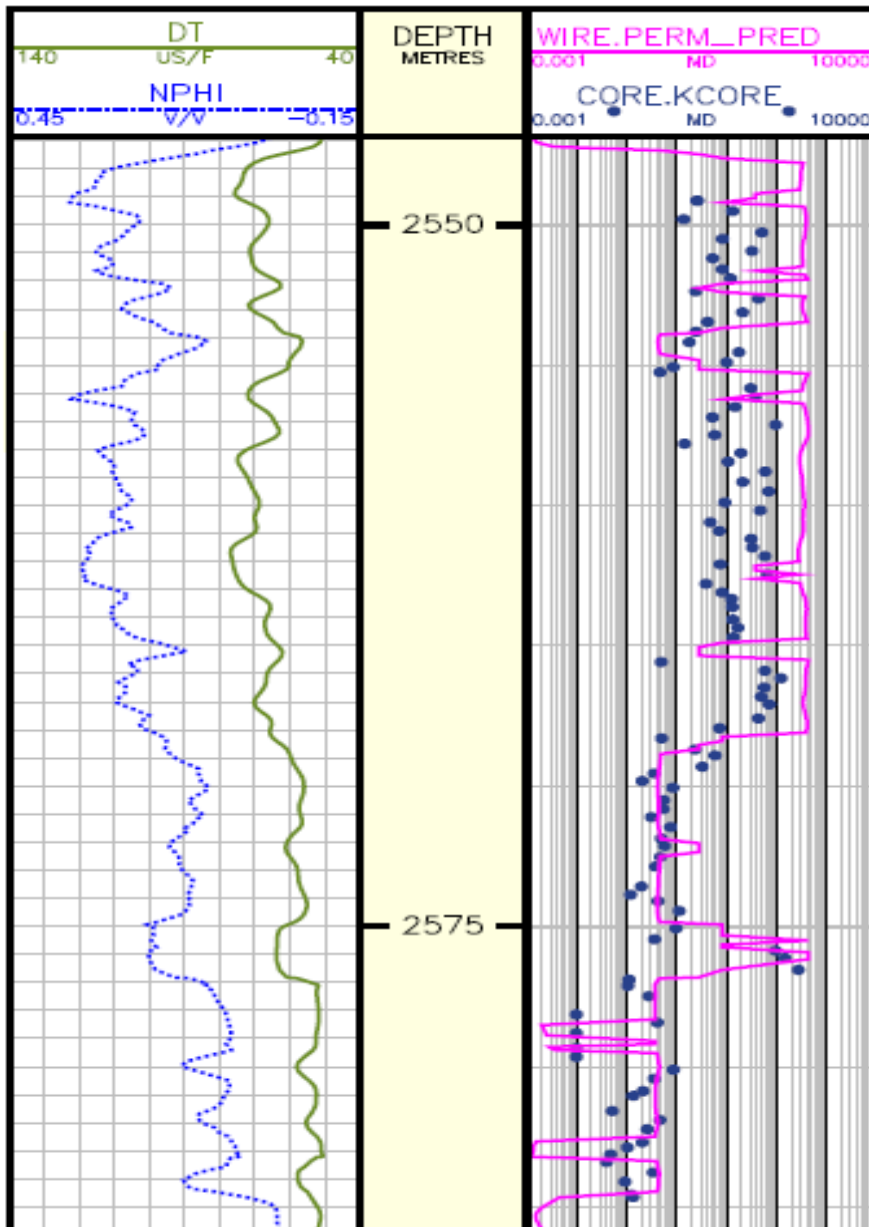 DT
140 US/F 40
NPHI
0.45 V/V -0.15
DEPTH
METRES
WIRE.PERM_PRED
0.001 MD 10000
CORE.KCORE
0.001 MD 10000
2550
2575